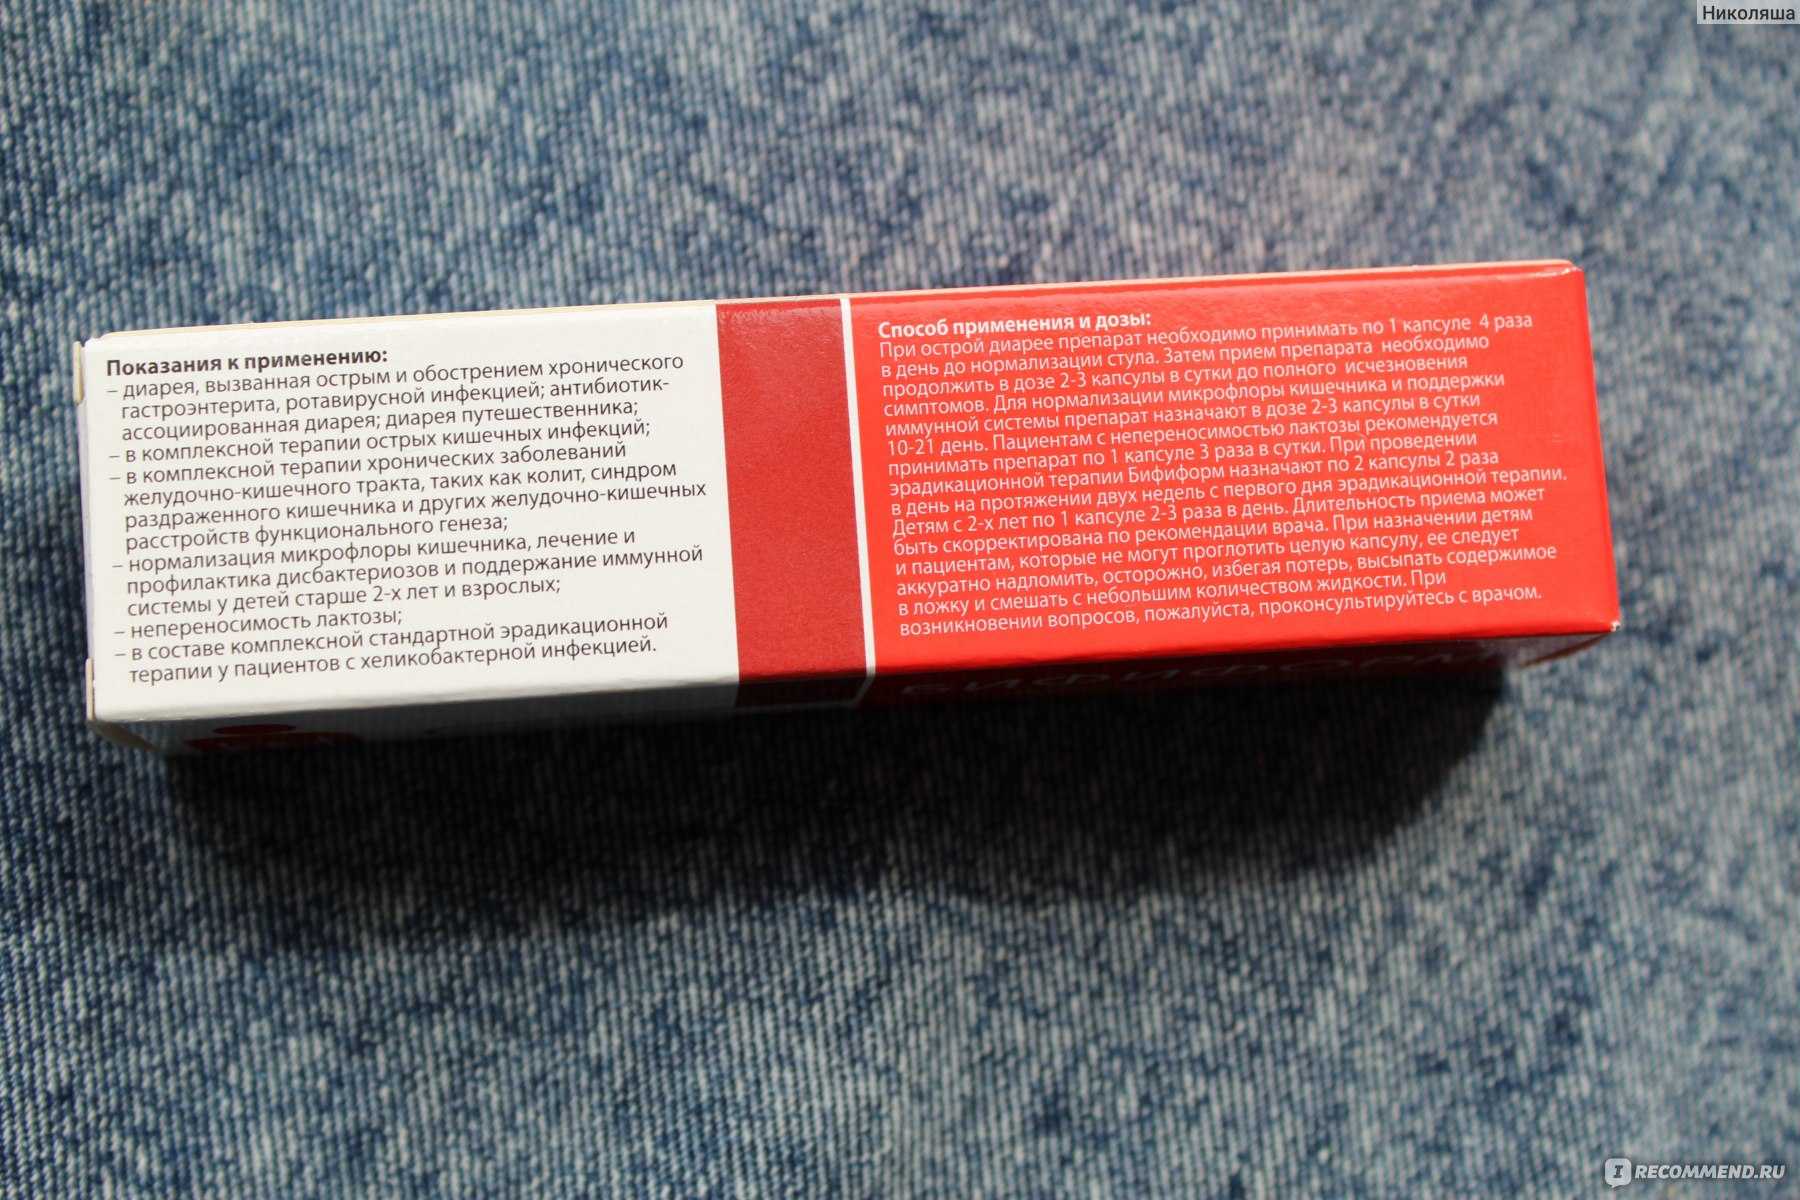 Николяша
Показания к применению:
– диарея, вызванная острым и обострением хронического
гастроэнтерита, ротавирусной инфекцией; антибиотик-
ассоциированная диарея; диарея путешественника;
– в комплексной терапии острых кишечных инфекций;
– в комплексной терапии хронических заболеваний
желудочно-кишечного тракта, таких как колит, синдром
раздраженного кишечника и других желудочно-кишечных
расстройств функционального генеза;
– нормализация микрофлоры кишечника, лечение и
профилактика дисбактериозов и поддержание иммунной
системы у детей старше 2-х лет и взрослых;
– непереносимость лактозы;
– в составе комплексной стандартной эрадикационной
терапии у пациентов с хеликобактерной инфекцией.
Способ применения и дозы:
При острой диарее препарат необходимо принимать по 1 капсуле 4 раза
в день до нормализации стула. Затем прием препарата необходимо
продолжить в дозе 2-3 капсулы в сутки до полного исчезновения
симптомов. Для нормализации микрофлоры кишечника и поддержки
иммунной системы препарат назначают в дозе 2-3 капсулы в сутки
10-21 день. Пациентам с непереносимостью лактозы рекомендуется
принимать препарат по 1 капсуле 3 раза в сутки. При проведении
эрадикационной терапии Бифиформ назначают по 2 капсулы 2 раза
в день на протяжении двух недель с первого дня эрадикационной терапии.
Детям с 2-х лет по 1 капсуле 2-3 раза в день. Длительность приема может
быть скорректирована по рекомендации врача. При назначении детям
и пациентам, которые не могут проглотить целую капсулу, ее следует
аккуратно надломить, осторожно, избегая потерь, высыпать содержимое
в ложку и смешать с небольшим количеством жидкости. При
возникновении вопросов, пожалуйста, проконсультируйтесь с врачом.
БИФИФОРМ
I RECOMMEND.RU